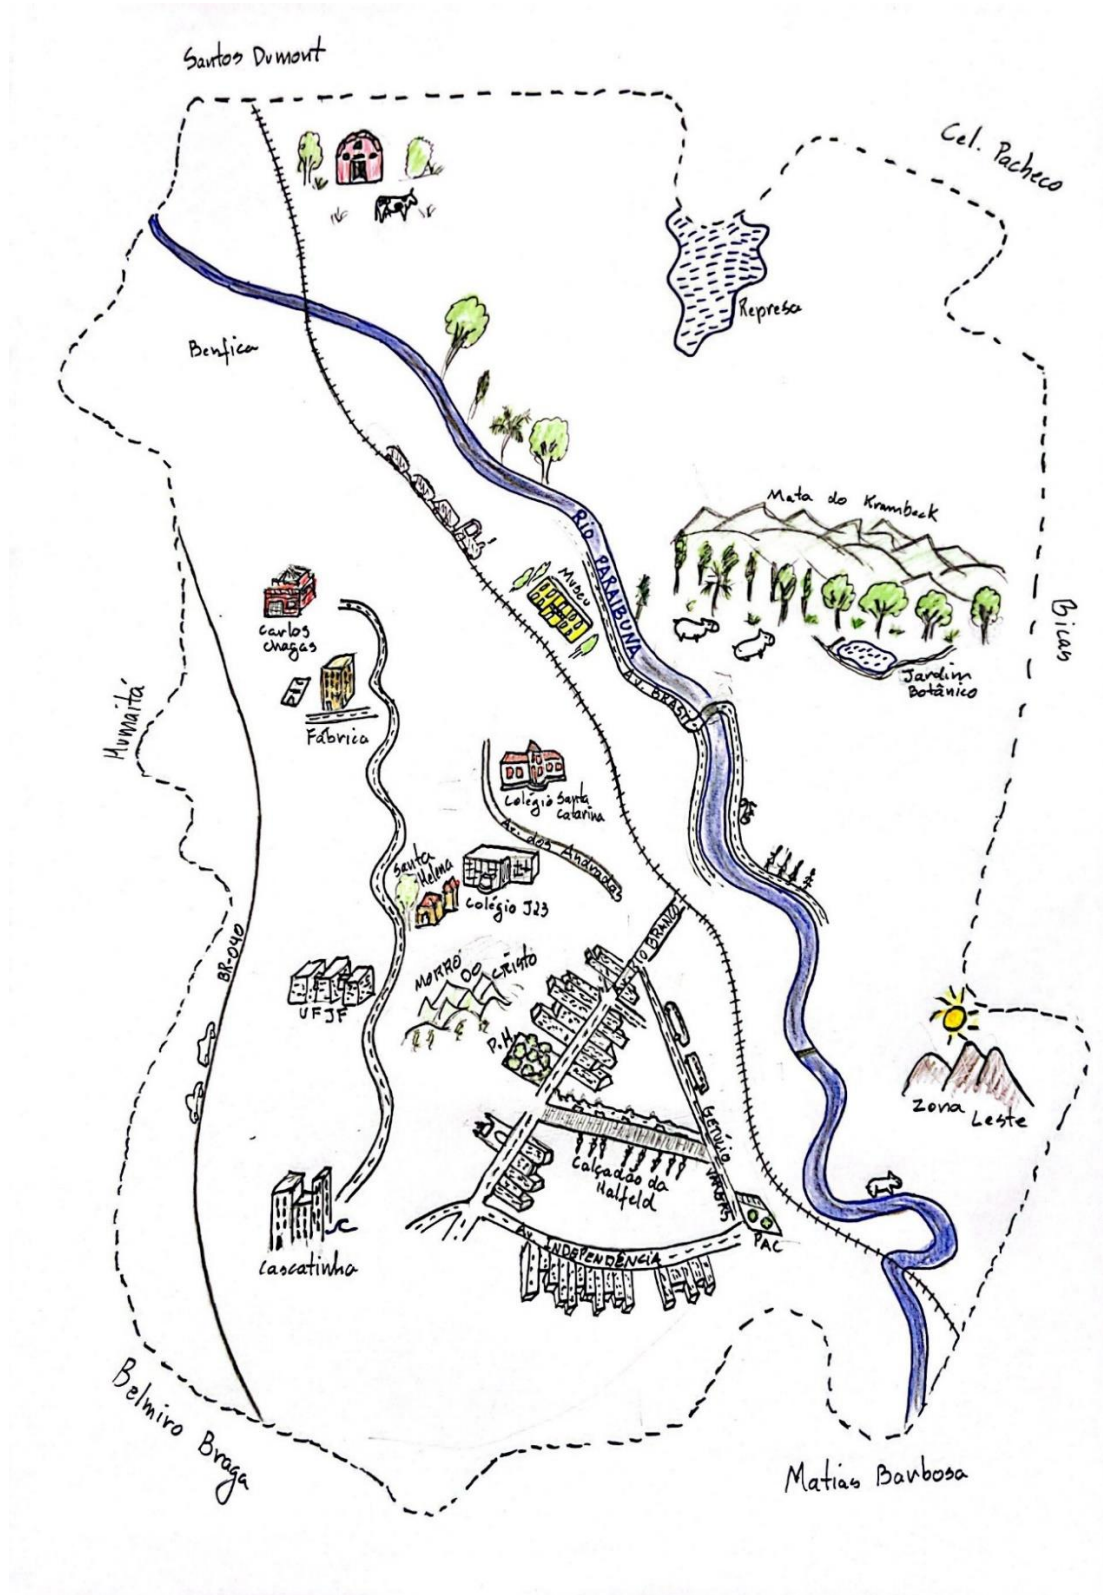 Santos Dumont
Cel. Pacheco
Represa
Benfica
Mata do Krambeck
RIO PARAIBUNA
Museu
Bicas
Carlos
Chagas
Jardim
Botânico
AV. BRASIL
Humaitá
Fábrica
Colégio Santa
Catarina
Av. dos Andradas
Santa
Helena
Colégio J23
RIO BRANCO
BR-040
MORRO DO CRISTO
UFJF
P.H
Zona
Leste
GETÚLIO VARGAS
Calçadão da
Halfeld
PAC
AV. INDEPENDÊNCIA
Cascatinha
Belmiro Braga
Matias Barbosa